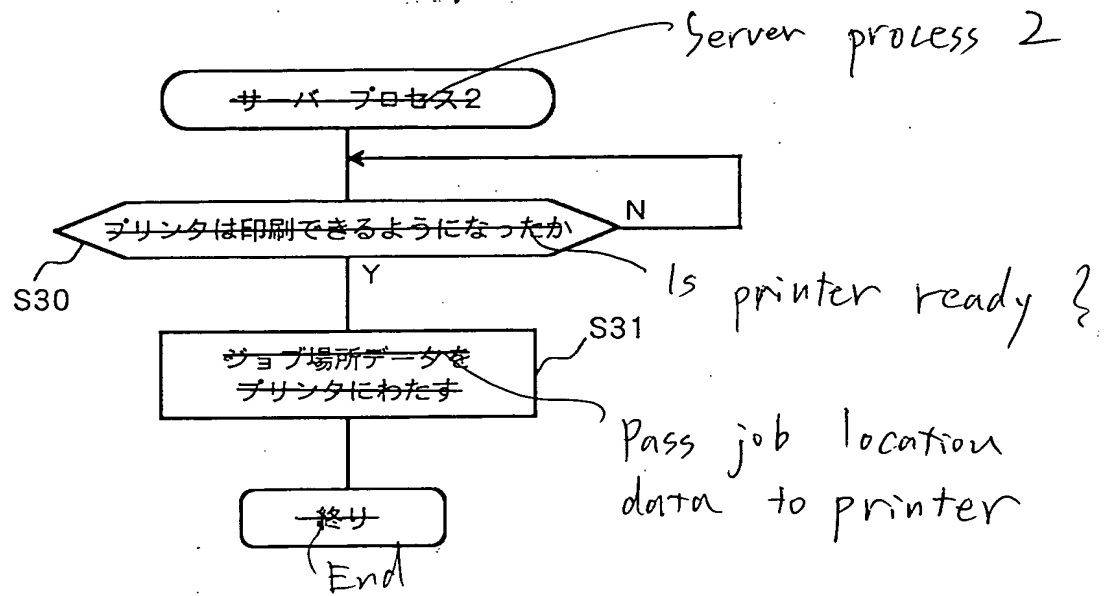 Server process 2
サーバープロセス2
プリンタは印刷できるようになったか
N
S30
Y
Is printer ready ?
ジョブ場所データを
プリンタにわたす
S31
Pass job location
data to printer
終り
End